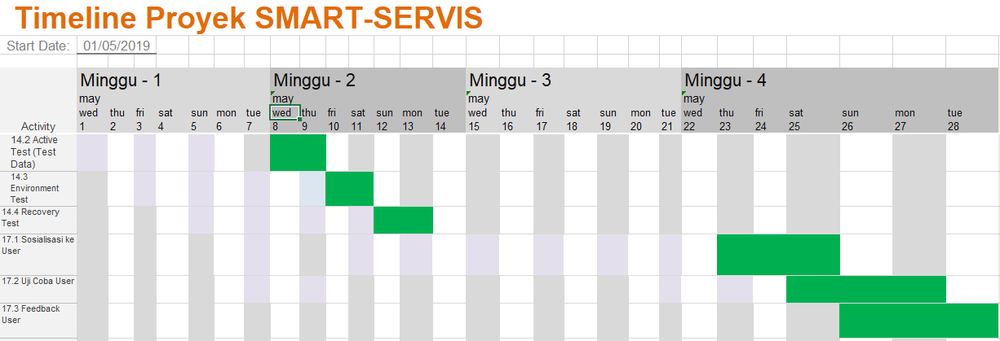 Timeline Proyek SMART-SERVIS
Start Date: 01/05/2019
Minggu - 1 Minggu - 2 Minggu - 3 Minggu - 4
may may may may
wed thu fri sat sun mon tue wed thu fri sat sun mon tue wed thu fri sat sun mon tue wed thu fri sat sun mon tue
Activity 1 2 3 4 5 6 7 8 9 10 11 12 13 14 15 16 17 18 19 20 21 22 23 24 25 26 27 28
14.2 Active
Test (Test
Data)
14.3
Environment
Test
14.4 Recovery
Test
17.1 Sosialisasi ke
User
17.2 Uji Coba User
17.3 Feedback
User